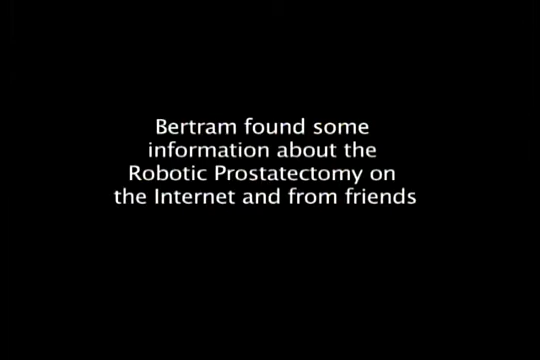 Bertram found some
information about the
Robotic Prostatectomy on
the Internet and from friends